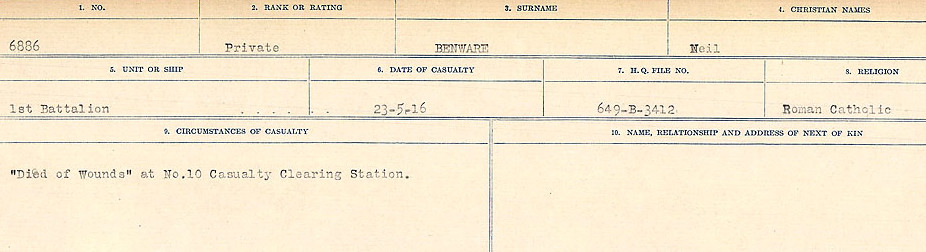 1. NO. 2. RANK OR RATING 3. SURNAME 4. CHRISTIAN NAMES
6886 Private BENWARE Neil
5. UNIT OR SHIP 6. DATE OF CASUALTY 7. H.Q. FILE NO. 8. RELIGION
1st Battalion . . . . . . 23-5-16 649-B-3412 Roman Catholic
9. CIRCUMSTANCES OF CASUALTY 10. NAME, RELATIONSHIP AND ADDRESS OF NEXT OF KIN
"Died of Wounds" at No.10 Casualty Clearing Station.